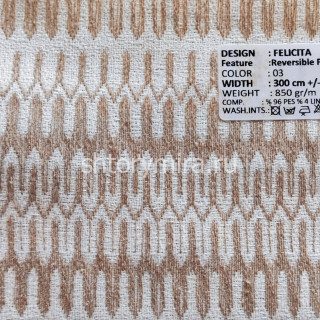 DESIGN : FELICITA
Feature :Reversible
COLOR : 03
WIDTH : 300 cm +/-
WEIGHT : 850 gr/m
COMP. : % 96 PES % 4 LIN
WASH.INTS.:
shtorymira.ru